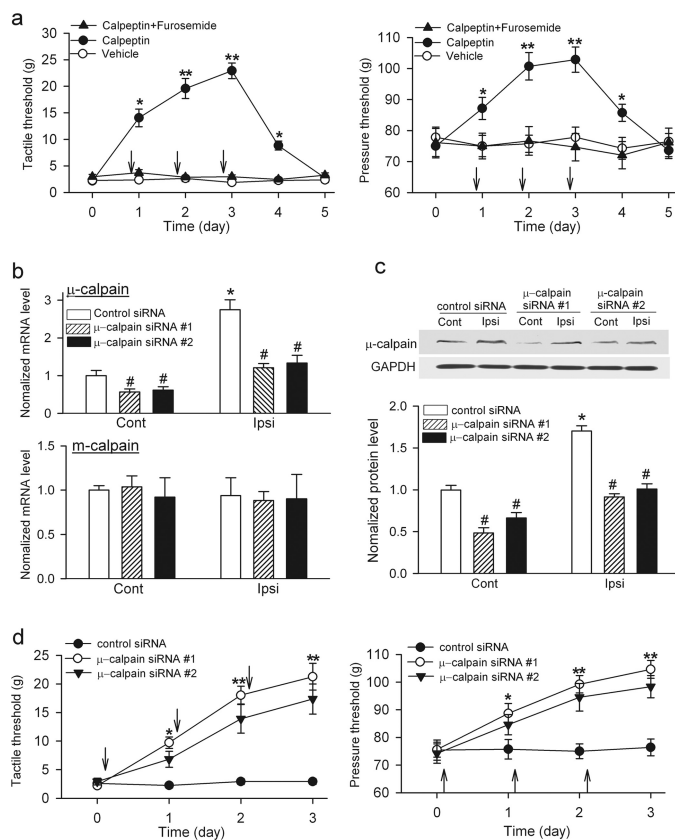 a
Calpeptin+Furosemide
Calpeptin
Vehicle
Tactile threshold (g)
30
25
20
15
10
5
0
* ** ** *
0 1 2 3 4 5
Time (day)
Calpeptin+Furosemide
Calpeptin
Vehicle
Pressure threshold (g)
120
110
100
90
80
70
60
* ** ** *
0 1 2 3 4 5
Time (day)
b
μ-calpain
Control siRNA
μ-calpain siRNA #1
μ-calpain siRNA #2
Nomalized mRNA level
3
2
1
0
# # * # #
Cont Ipsi
m-calpain
Nomalized mRNA level
1.5
1.0
0.5
0.0
Cont Ipsi
c
control siRNA
μ-calpain
siRNA #1
μ-calpain
siRNA #2
Cont Ipsi Cont Ipsi Cont Ipsi
μ-calpain
GAPDH
control siRNA
μ-calpain siRNA #1
μ-calpain siRNA #2
Nomalized protein level
2.0
1.5
1.0
0.5
0.0
# # * # #
Cont Ipsi
d
control siRNA
μ-calpain siRNA #1
μ-calpain siRNA #2
Tactile threshold (g)
25
20
15
10
5
0
* ** **
0 1 2 3
Time (day)
control siRNA
μ-calpain siRNA #1
μ-calpain siRNA #2
Pressure threshold (g)
120
110
100
90
80
70
60
* ** **
0 1 2 3
Time (day)